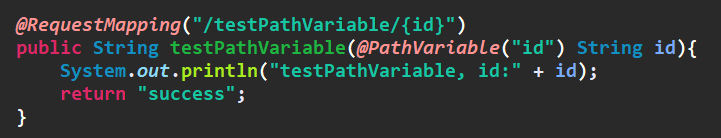 @RequestMapping("/testPathVariable/{id}")
public String testPathVariable(@PathVariable("id") String id){
    System.out.println("testPathVariable, id:" + id);
    return "success";
}